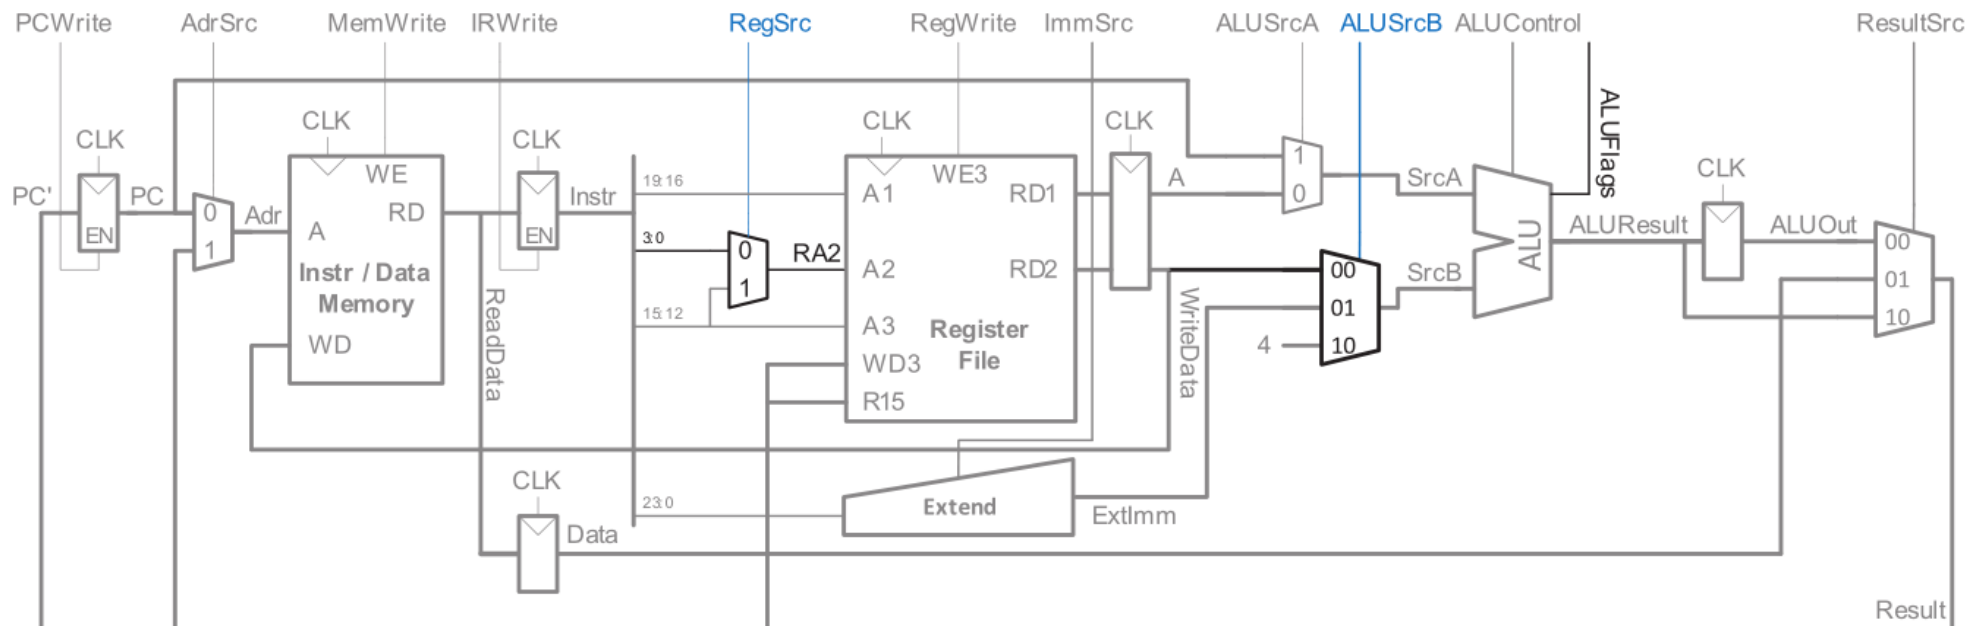 PCWrite AdrSrc MemWrite IRWrite RegSrc RegWrite ImmSrc ALUSrcA ALUSrcB ALUControl ResultSrc
ALUFlags
CLK CLK CLK CLK CLK CLK
PC' EN PC
0 1 Adr
WE
A RD
Instr / Data
Memory
WD
ReadData
EN Instr
19:16
3:0
15:12
23:0
0 1 RA2
WE3
A1 RD1
A2 RD2
A3
WD3
R15
Register
File
A
WriteData
1 0 SrcA
00 01 10 SrcB
4
ALU
ALUResult
CLK
ALUOut
00 01 10
CLK
Data
Extend
ExtImm
Result